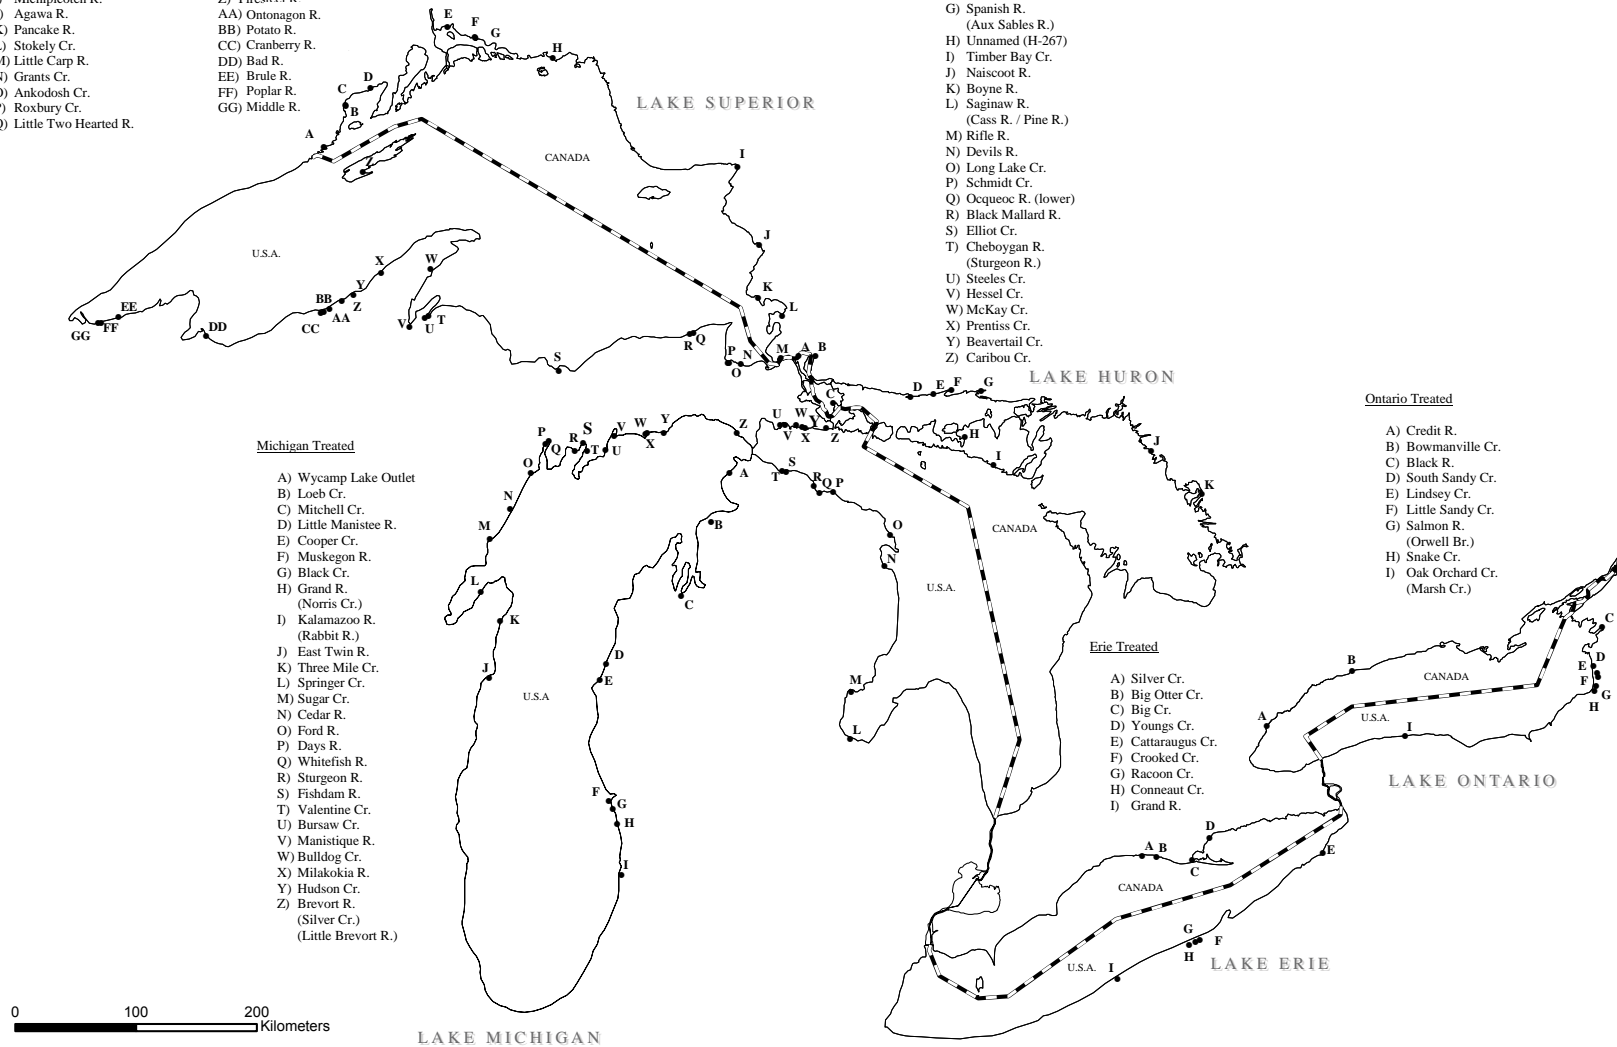 Agawa R.
Pancake R.
Stokely Cr.
Little Carp R.
Grants Cr.
Ankodosh Cr.
Roxbury Cr.
Little Two Hearted R.
AA) Ontonagon R.
BB) Potato R.
CC) Cranberry R.
DD) Bad R.
EE) Brule R.
FF) Poplar R.
GG) Middle R.
G) Spanish R.
(Aux Sables R.)
H) Unnamed (H-267)
I) Timber Bay Cr.
J) Naiscoot R.
K) Boyne R.
L) Saginaw R.
(Cass R. / Pine R.)
M) Rifle R.
N) Devils R.
O) Long Lake Cr.
P) Schmidt Cr.
Q) Ocqueoc R. (lower)
R) Black Mallard R.
S) Elliot Cr.
T) Cheboygan R.
(Sturgeon R.)
U) Steeles Cr.
V) Hessel Cr.
W) McKay Cr.
X) Prentiss Cr.
Y) Beavertail Cr.
Z) Caribou Cr.
LAKE SUPERIOR
E
F
G
H
D
C
B
A
Z
CANADA
I
J
U.S.A.
W
X
Y
Z
K
L
BB
AA
CC
EE
FF
GG
DD
V
U
T
S
R Q
P
O
N
M
A
B
LAKE HURON
C
D
E
F
G
H
I
J
K
U
V
W
X
Y
Z
T
S
R
Q
P
O
N
M
L
CANADA
U.S.A.
Michigan Treated
A) Wycamp Lake Outlet
B) Loeb Cr.
C) Mitchell Cr.
D) Little Manistee R.
E) Cooper Cr.
F) Muskegon R.
G) Black Cr.
H) Grand R.
(Norris Cr.)
I) Kalamazoo R.
(Rabbit R.)
J) East Twin R.
K) Three Mile Cr.
L) Springer Cr.
M) Sugar Cr.
N) Cedar R.
O) Ford R.
P) Days R.
Q) Whitefish R.
R) Sturgeon R.
S) Fishdam R.
T) Valentine Cr.
U) Bursaw Cr.
V) Manistique R.
W) Bulldog Cr.
X) Milakokia R.
Y) Hudson Cr.
Z) Brevort R.
(Silver Cr.)
(Little Brevort R.)
P
Q
R
S
T
U
V
W
X
Y
Z
A
B
C
O
N
M
L
K
J
D
E
F
G
H
I
U.S.A
LAKE MICHIGAN
Ontario Treated
A) Credit R.
B) Bowmanville Cr.
C) Black R.
D) South Sandy Cr.
E) Lindsey Cr.
F) Little Sandy Cr.
G) Salmon R.
(Orwell Br.)
H) Snake Cr.
I) Oak Orchard Cr.
(Marsh Cr.)
C
B
D
E
F
G
H
A
I
CANADA
U.S.A.
LAKE ONTARIO
Erie Treated
A) Silver Cr.
B) Big Otter Cr.
C) Big Cr.
D) Youngs Cr.
E) Cattaraugus Cr.
F) Crooked Cr.
G) Racoon Cr.
H) Conneaut Cr.
I) Grand R.
D
A B
C
E
CANADA
G
F
H
I
U.S.A.
LAKE ERIE
0 100 200
Kilometers